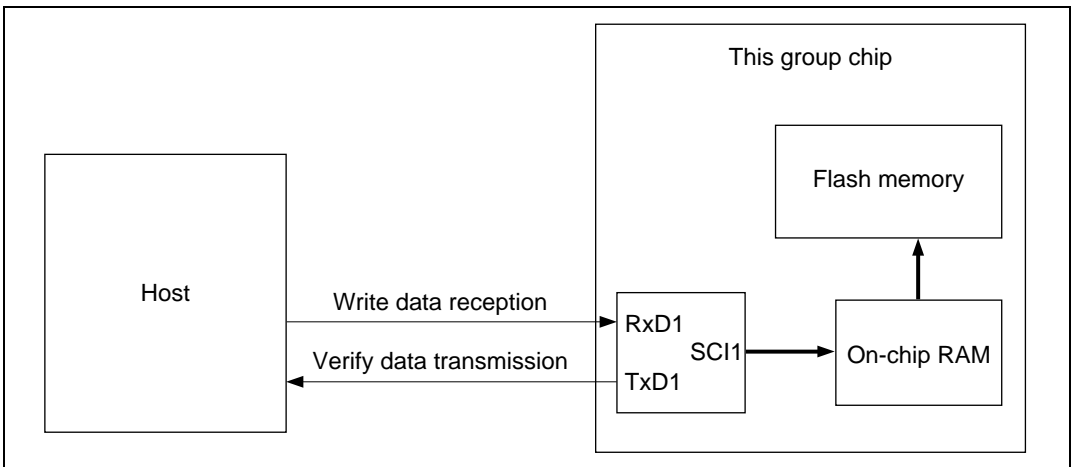 This group chip
Flash memory
Host
Write data reception
RxD1
SCI1
On-chip RAM
Verify data transmission
TxD1